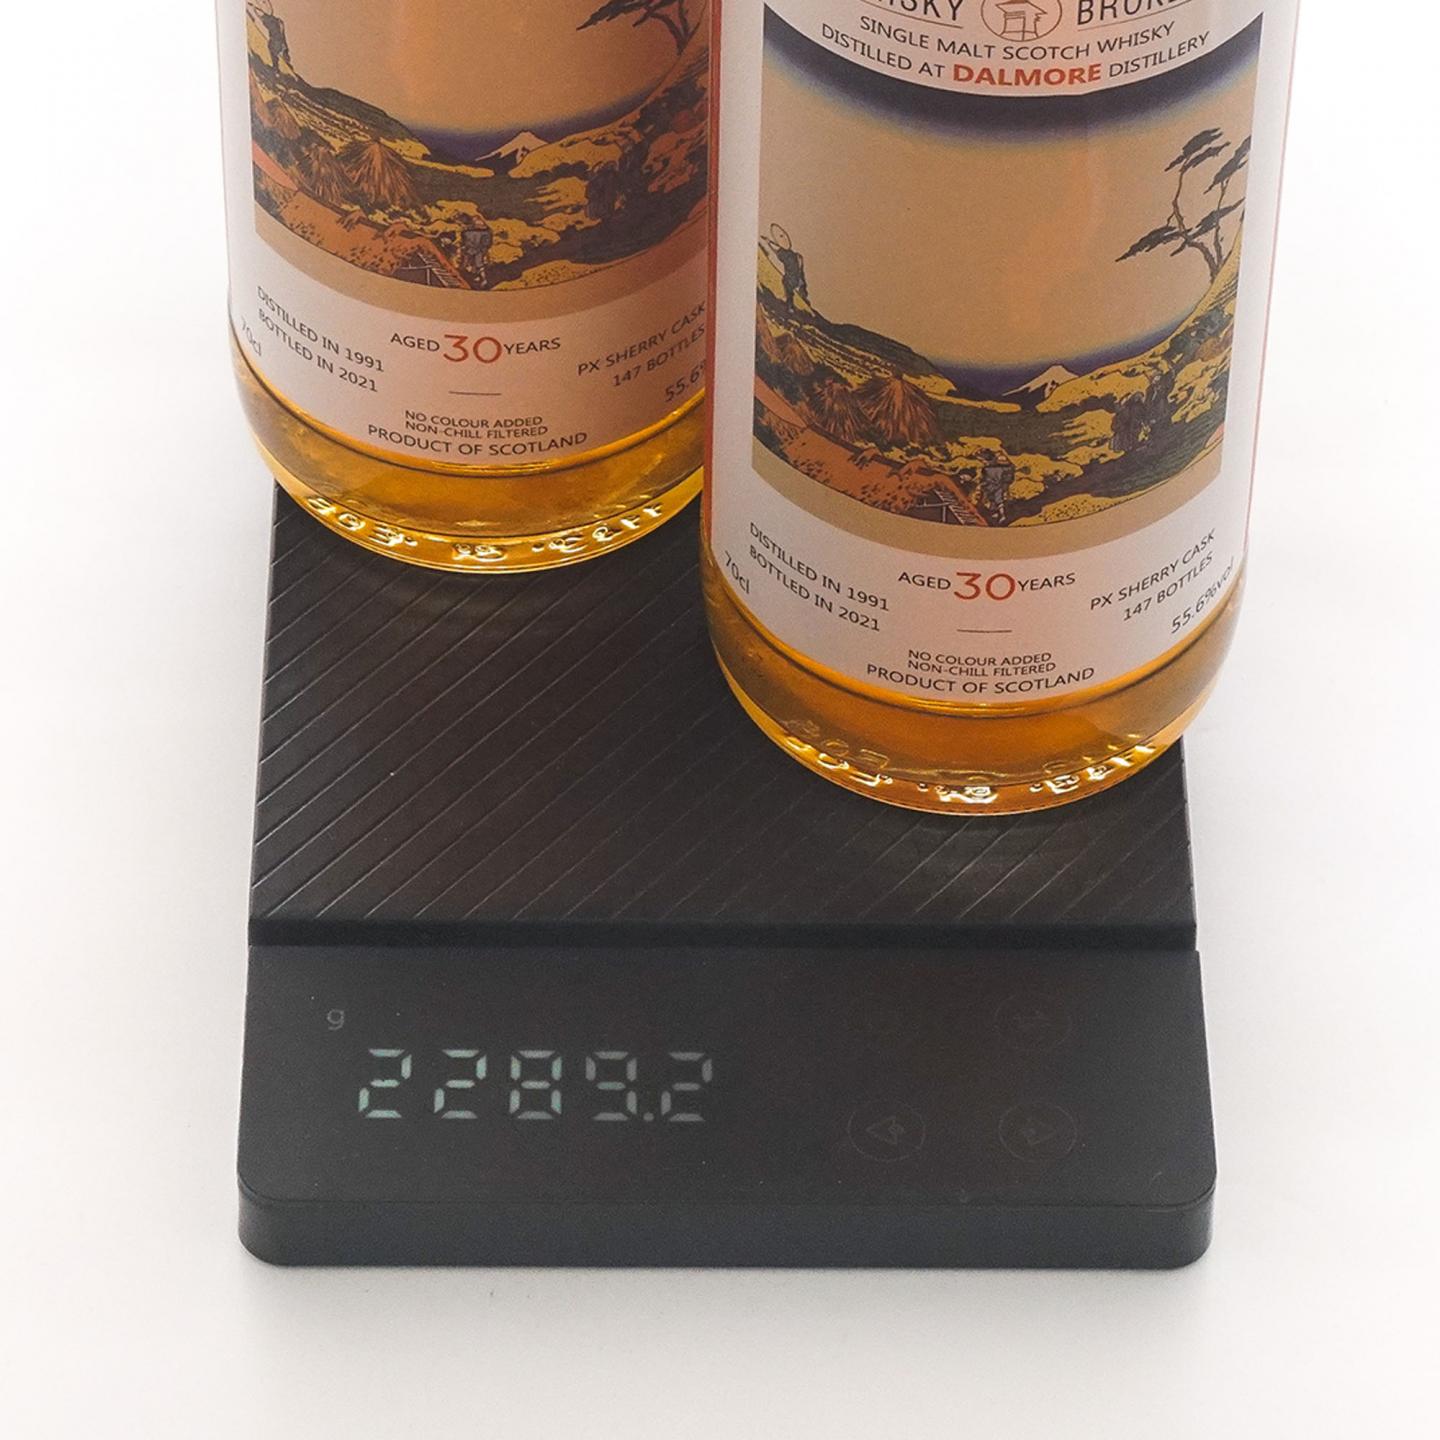 DISTILLED IN 1991
BOTTLED IN 2021
70cl
AGED 30 YEARS
PX SHERRY CASK
147 BOTTLES
NO COLOUR ADDED
NON-CHILL FILTERED
PRODUCT OF SCOTLAND
SINGLE MALT SCOTCH WHISKY
DISTILLED AT DALMORE DISTILLERY
DISTILLED IN 1991
BOTTLED IN 2021
70cl
AGED 30 YEARS
PX SHERRY CASK
147 BOTTLES
55.6%vol
NO COLOUR ADDED
NON-CHILL FILTERED
PRODUCT OF SCOTLAND
g
2289.2